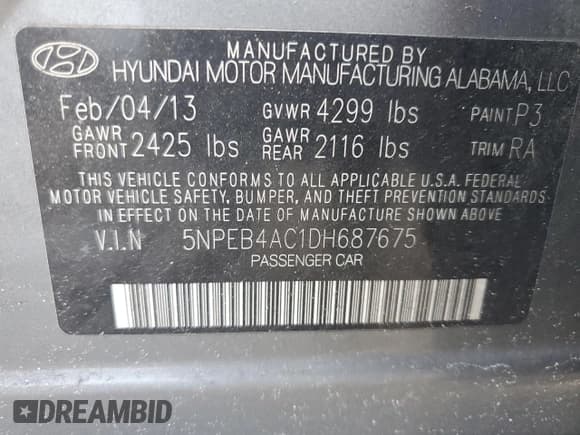 MANUFACTURED BY
HYUNDAI MOTOR MANUFACTURING ALABAMA, LLC
Feb/04/13 GVWR 4299 lbs PAINT P3
GAWR FRONT 2425 lbs GAWR REAR 2116 lbs TRIM RA
THIS VEHICLE CONFORMS TO ALL APPLICABLE U.S.A. FEDERAL
MOTOR VEHICLE SAFETY, BUMPER, AND THEFT PREVENTION STANDARDS
IN EFFECT ON THE DATE OF MANUFACTURE SHOWN ABOVE.
V.I.N 5NPEB4AC1DH687675
PASSENGER CAR
DREAMBID